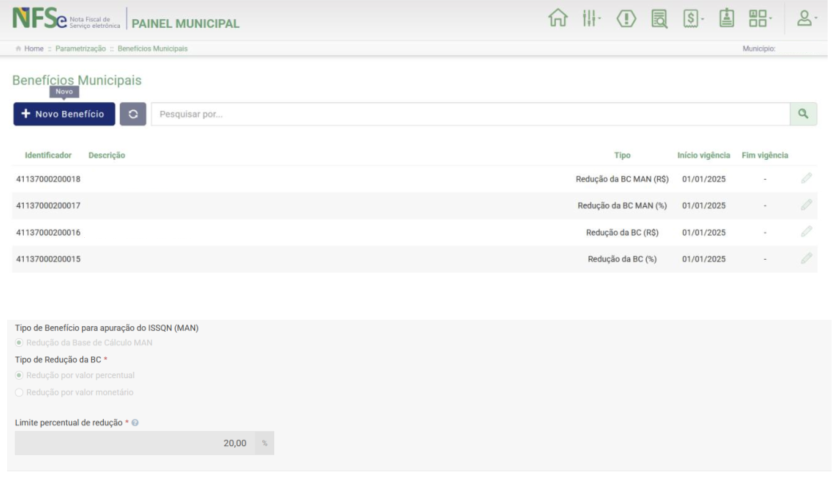 NFSe Nota Fiscal de Serviço eletrônica PAINEL MUNICIPAL
Home :: Parametrização :: Benefícios Municipais Município:
Benefícios Municipais
Novo
+ Novo Benefício Pesquisar por...
Identificador Descrição Tipo Início vigência Fim vigência
41137000200018 Redução da BC MAN (R$) 01/01/2025 -
41137000200017 Redução da BC MAN (%) 01/01/2025 -
41137000200016 Redução da BC (R$) 01/01/2025 -
41137000200015 Redução da BC (%) 01/01/2025 -
Tipo de Benefício para apuração do ISSQN (MAN)
Redução da Base de Cálculo MAN
Tipo de Redução da BC *
Redução por valor percentual
Redução por valor monetário
Limite percentual de redução *
20,00 %